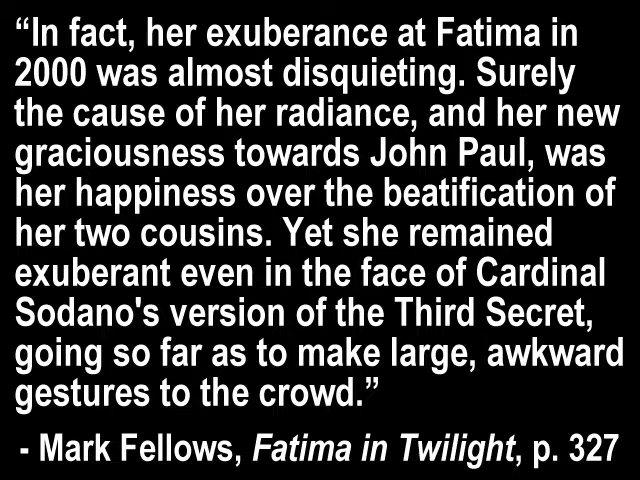 “In fact, her exuberance at Fatima in
2000 was almost disquieting. Surely
the cause of her radiance, and her new
graciousness towards John Paul, was
her happiness over the beatification of
her two cousins. Yet she remained
exuberant even in the face of Cardinal
Sodano's version of the Third Secret,
going so far as to make large, awkward
gestures to the crowd.”
- Mark Fellows, Fatima in Twilight, p. 327